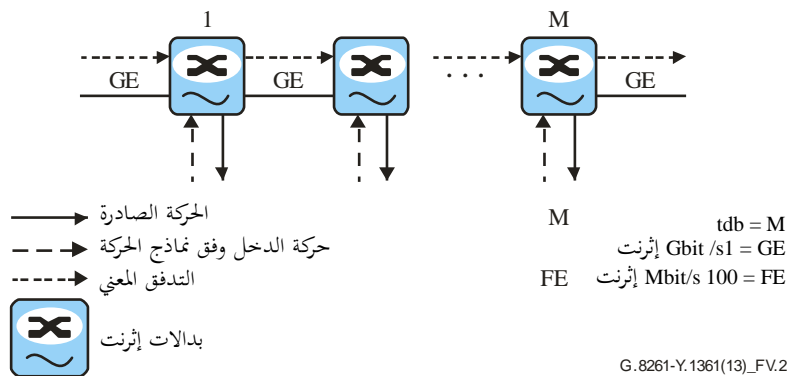 1 M
GE GE . . . GE
الحركة الصادرة
M
tdb = M
حركة الدخل وفق نماذج الحركة
Gbit /s1 = GE إثرنت
التدفق المعني
FE
Mbit/s 100 = FE إثرنت
بدالات إثرنت
G.8261-Y.1361(13)_FV.2